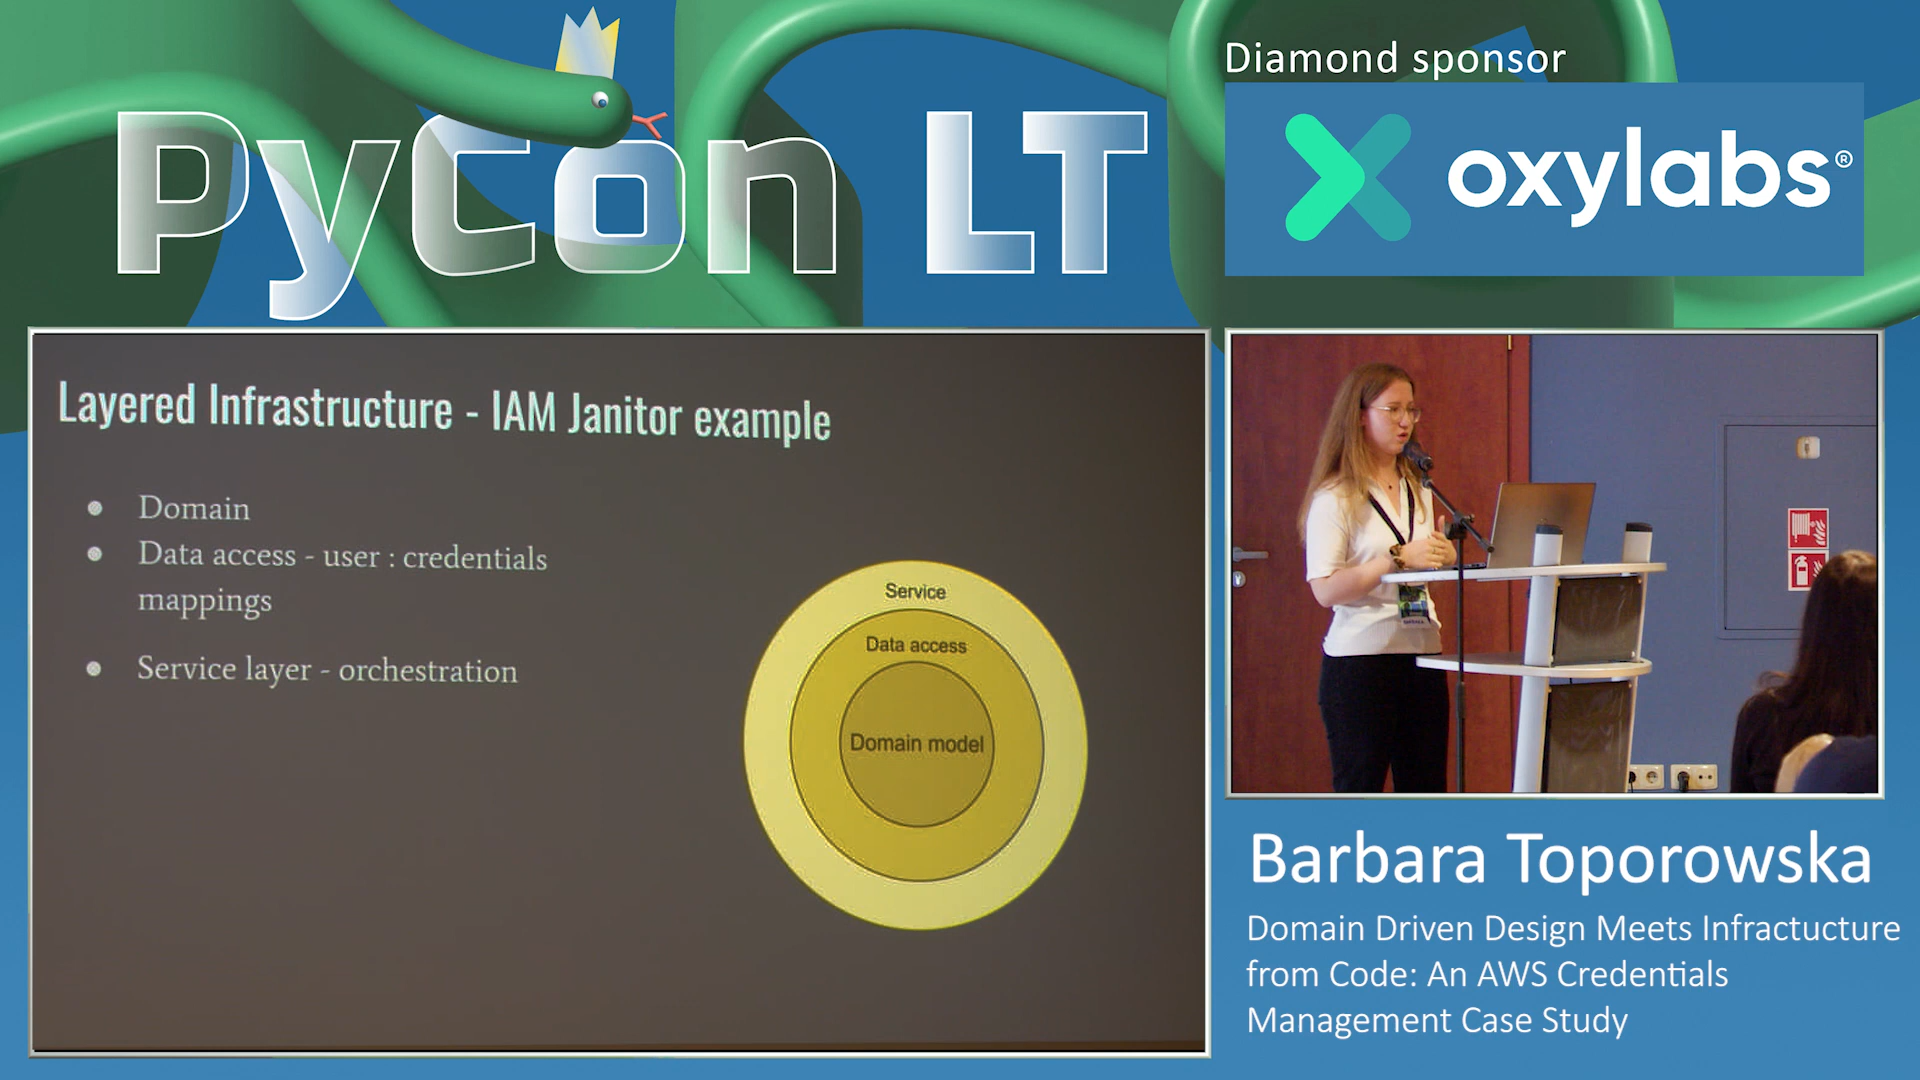 PyCon LT
Diamond sponsor
oxylabs®
Layered Infrastructure - IAM Janitor example
Domain
Data access - user : credentials
mappings
Service layer - orchestration
Service
Data access
Domain model
Barbara Toporowska
Domain Driven Design Meets Infractucture
from Code: An AWS Credentials
Management Case Study